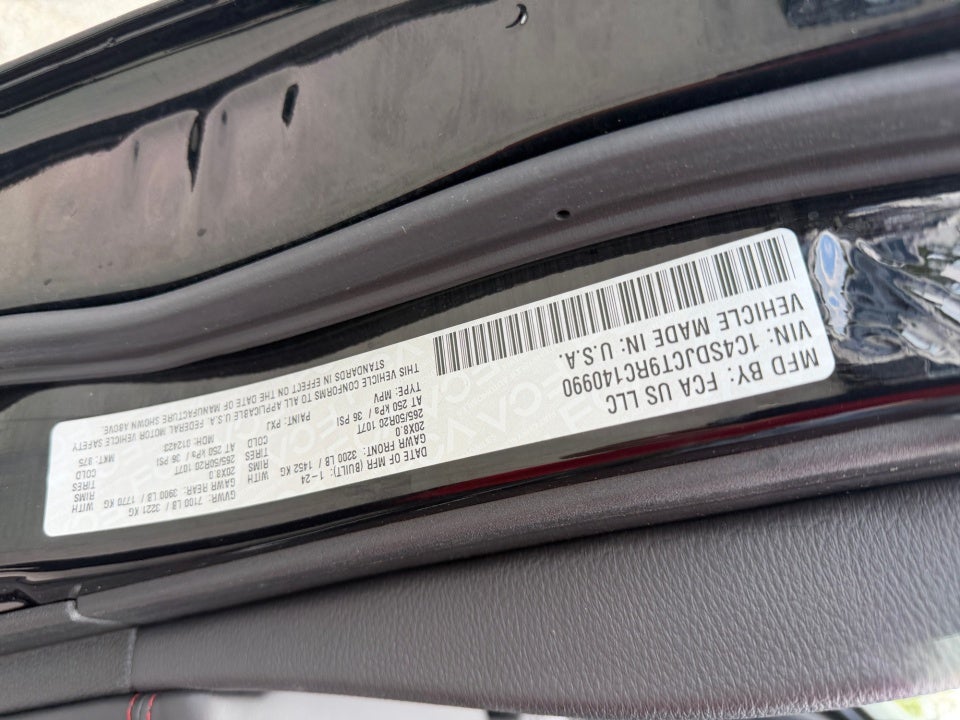 MFD BY: FCA US LLC
VIN: 1C4SDJCT9RC140990
VEHICLE MADE IN: U.S.A.
DATE OF MFR (BUILT): 1-24
GVWR: 7100 LB / 3221 KG
GAWR FRONT: 3200 LB / 1452 KG WITH
20X8.0 RIMS
265/50R20 107T TIRES
AT 250 kPa / 36 PSI COLD
GAWR REAR: 3900 LB / 1770 KG WITH
20X8.0 RIMS
265/50R20 107T TIRES
AT 250 kPa / 36 PSI COLD
TYPE: MPV PAINT: PXJ MDH: 012423 MKT: 975
THIS VEHICLE CONFORMS TO ALL APPLICABLE U.S.A. FEDERAL MOTOR VEHICLE SAFETY
STANDARDS IN EFFECT ON THE DATE OF MANUFACTURE SHOWN ABOVE.